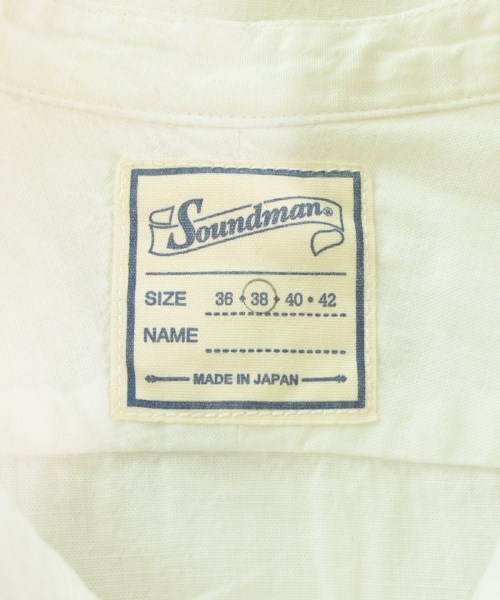 Soundman®
SIZE 36 • 38 • 40 • 42
NAME
MADE IN JAPAN